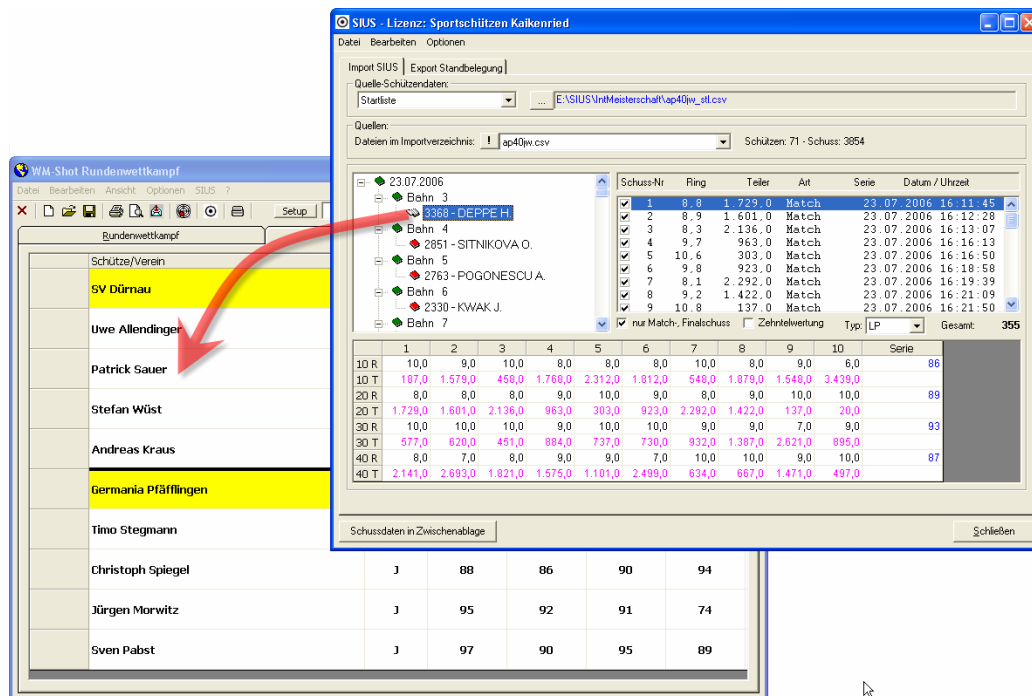 SIUS - Lizenz: Sportschützen Kaikenried
Datei Bearbeiten Optionen
Import SIUS Export Standbelegung
Quelle-Schützendaten:
Startliste ... E:\SIUS\IntMeisterschaft\ap40jw_stl.csv
Quellen:
Dateien im Importverzeichnis: ! ap40jw.csv Schützen: 71 - Schuss: 3854
23.07.2006
Bahn 3
3368 - DEPPE H.
Bahn 4
2851 - SITNIKOVA O.
Bahn 5
2763 - POGONESCU A.
Bahn 6
2330 - KWAK J.
Bahn 7
Schuss-Nr Ring Teiler Art Serie Datum / Uhrzeit
1 8,8 1.729,0 Match 23.07.2006 16:11:45
2 8,9 1.601,0 Match 23.07.2006 16:12:28
3 8,3 2.136,0 Match 23.07.2006 16:13:07
4 9,7 963,0 Match 23.07.2006 16:16:13
5 10,6 303,0 Match 23.07.2006 16:16:50
6 9,8 923,0 Match 23.07.2006 16:18:58
7 8,1 2.292,0 Match 23.07.2006 16:19:39
8 9,2 1.422,0 Match 23.07.2006 16:21:09
9 10,8 137,0 Match 23.07.2006 16:21:50
nur Match-, Finalschuss Zehntelwertung Typ: LP Gesamt: 355
1 2 3 4 5 6 7 8 9 10 Serie
10 R 10,0 9,0 10,0 8,0 8,0 8,0 10,0 8,0 9,0 6,0 86
10 T 187,0 1.579,0 458,0 1.768,0 2.312,0 1.812,0 548,0 1.879,0 1.548,0 3.439,0
20 R 8,0 8,0 8,0 9,0 10,0 9,0 8,0 9,0 10,0 10,0 89
20 T 1.729,0 1.601,0 2.136,0 963,0 303,0 923,0 2.292,0 1.422,0 137,0 20,0
30 R 10,0 10,0 10,0 9,0 10,0 10,0 9,0 9,0 7,0 9,0 93
30 T 577,0 620,0 451,0 884,0 737,0 730,0 932,0 1.387,0 2.621,0 895,0
40 R 8,0 7,0 8,0 9,0 9,0 7,0 10,0 10,0 9,0 10,0 87
40 T 2.141,0 2.693,0 1.821,0 1.575,0 1.101,0 2.499,0 634,0 667,0 1.471,0 497,0
Schussdaten in Zwischenablage Schließen
WM-Shot Rundenwettkampf
Datei Bearbeiten Ansicht Optionen SIUS ?
Setup
Rundenwettkampf
Schütze/Verein
SV Dürnau
Uwe Allendinger
Patrick Sauer
Stefan Wüst
Andreas Kraus
Germania Pfäfflingen
Timo Stegmann
Christoph Spiegel J 88 86 90 94
Jürgen Morwitz J 95 92 91 74
Sven Pabst J 97 90 95 89